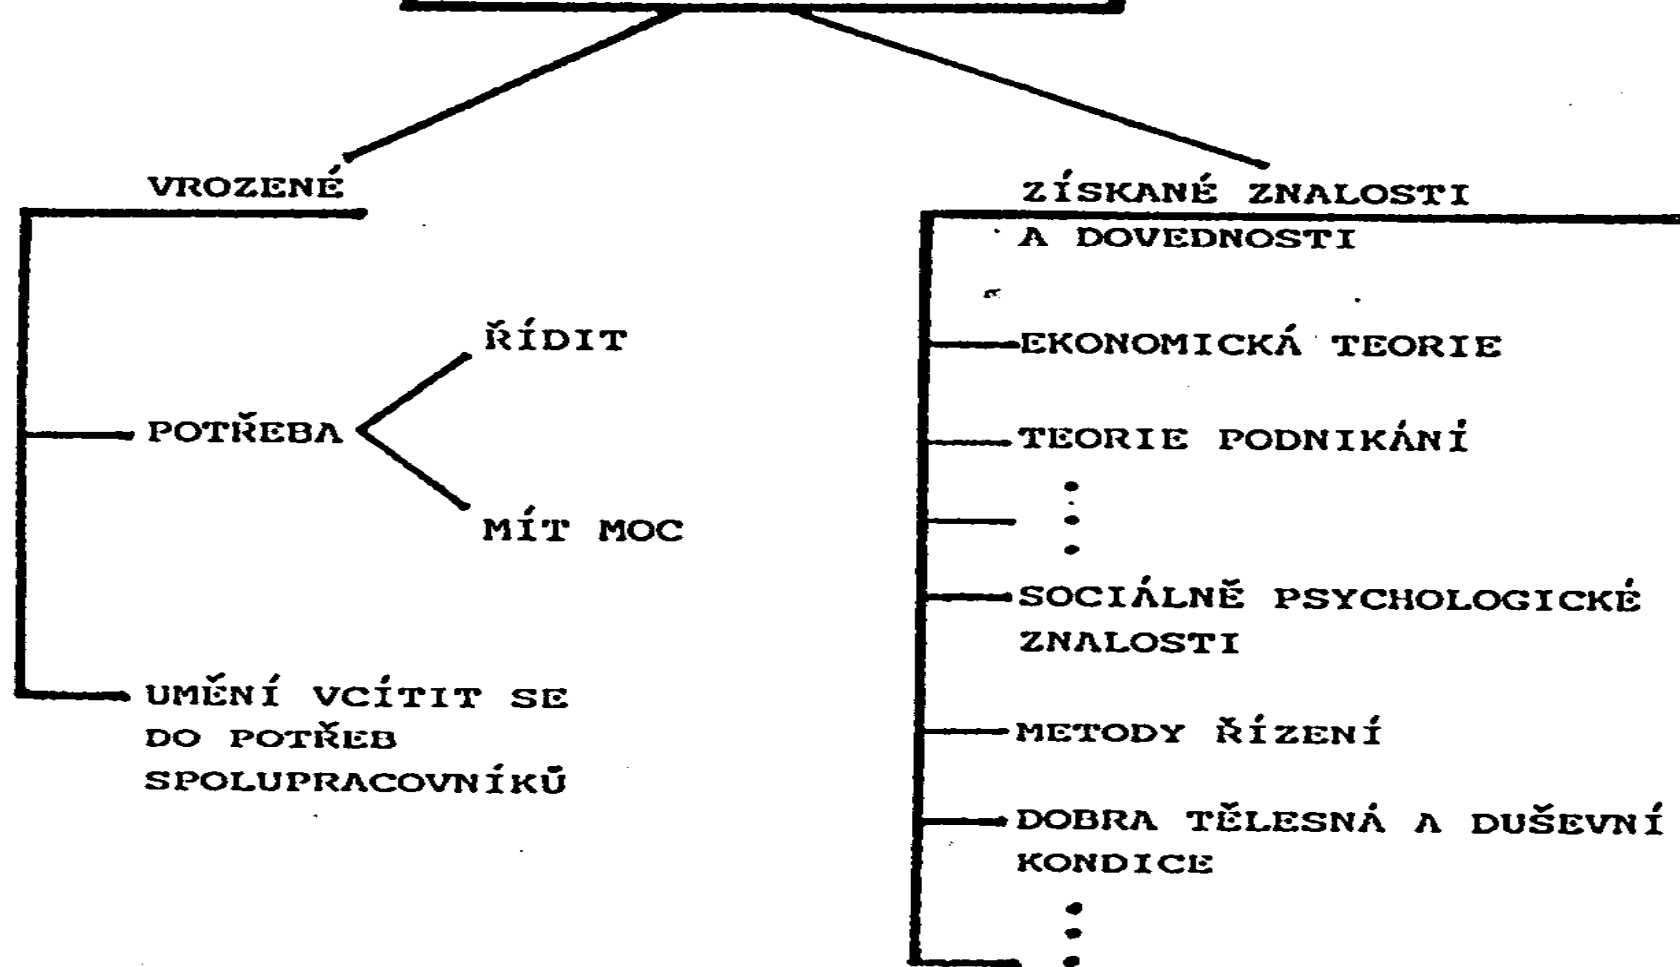 VROZENÉ
ŘÍDIT
POTŘEBA
MÍT MOC
UMĚNÍ VCÍTIT SE
DO POTŘEB
SPOLUPRACOVNÍKŮ
ZÍSKANÉ ZNALOSTI
A DOVEDNOSTI
EKONOMICKÁ TEORIE
TEORIE PODNIKÁNÍ
SOCIÁLNĚ PSYCHOLOGICKÉ
ZNALOSTI
METODY ŘÍZENÍ
DOBRA TĚLESNÁ A DUŠEVNÍ
KONDICE